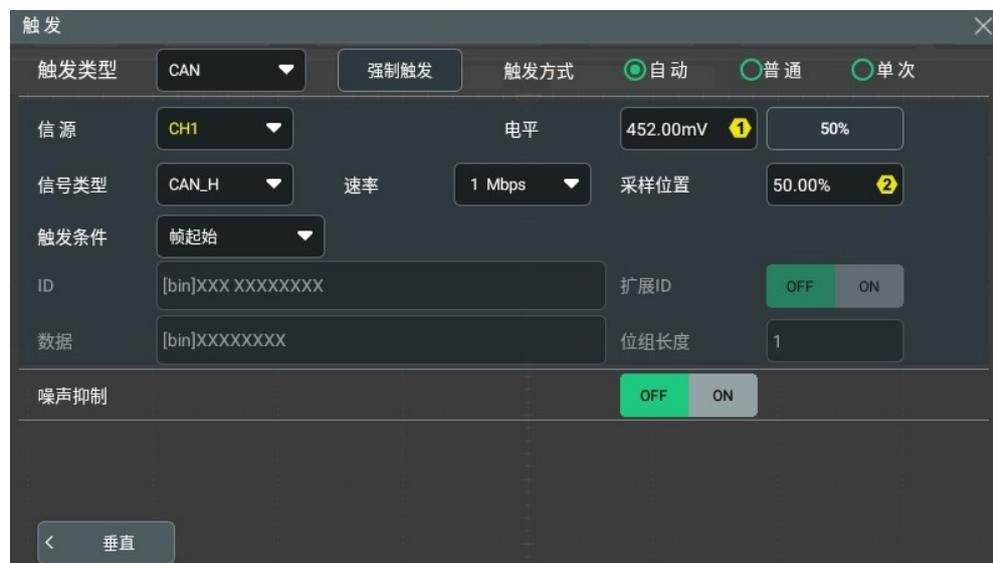 触发
触发类型 CAN 强制触发 触发方式 自动 普通 单次
信源 CH1 电平 452.00mV 1 50%
信号类型 CAN_H 速率 1 Mbps 采样位置 50.00% 2
触发条件 帧起始
ID [bin]XXX XXXXXXXX 扩展ID OFF ON
数据 [bin]XXXXXXXX 位组长度 1
噪声抑制 OFF ON
垂直